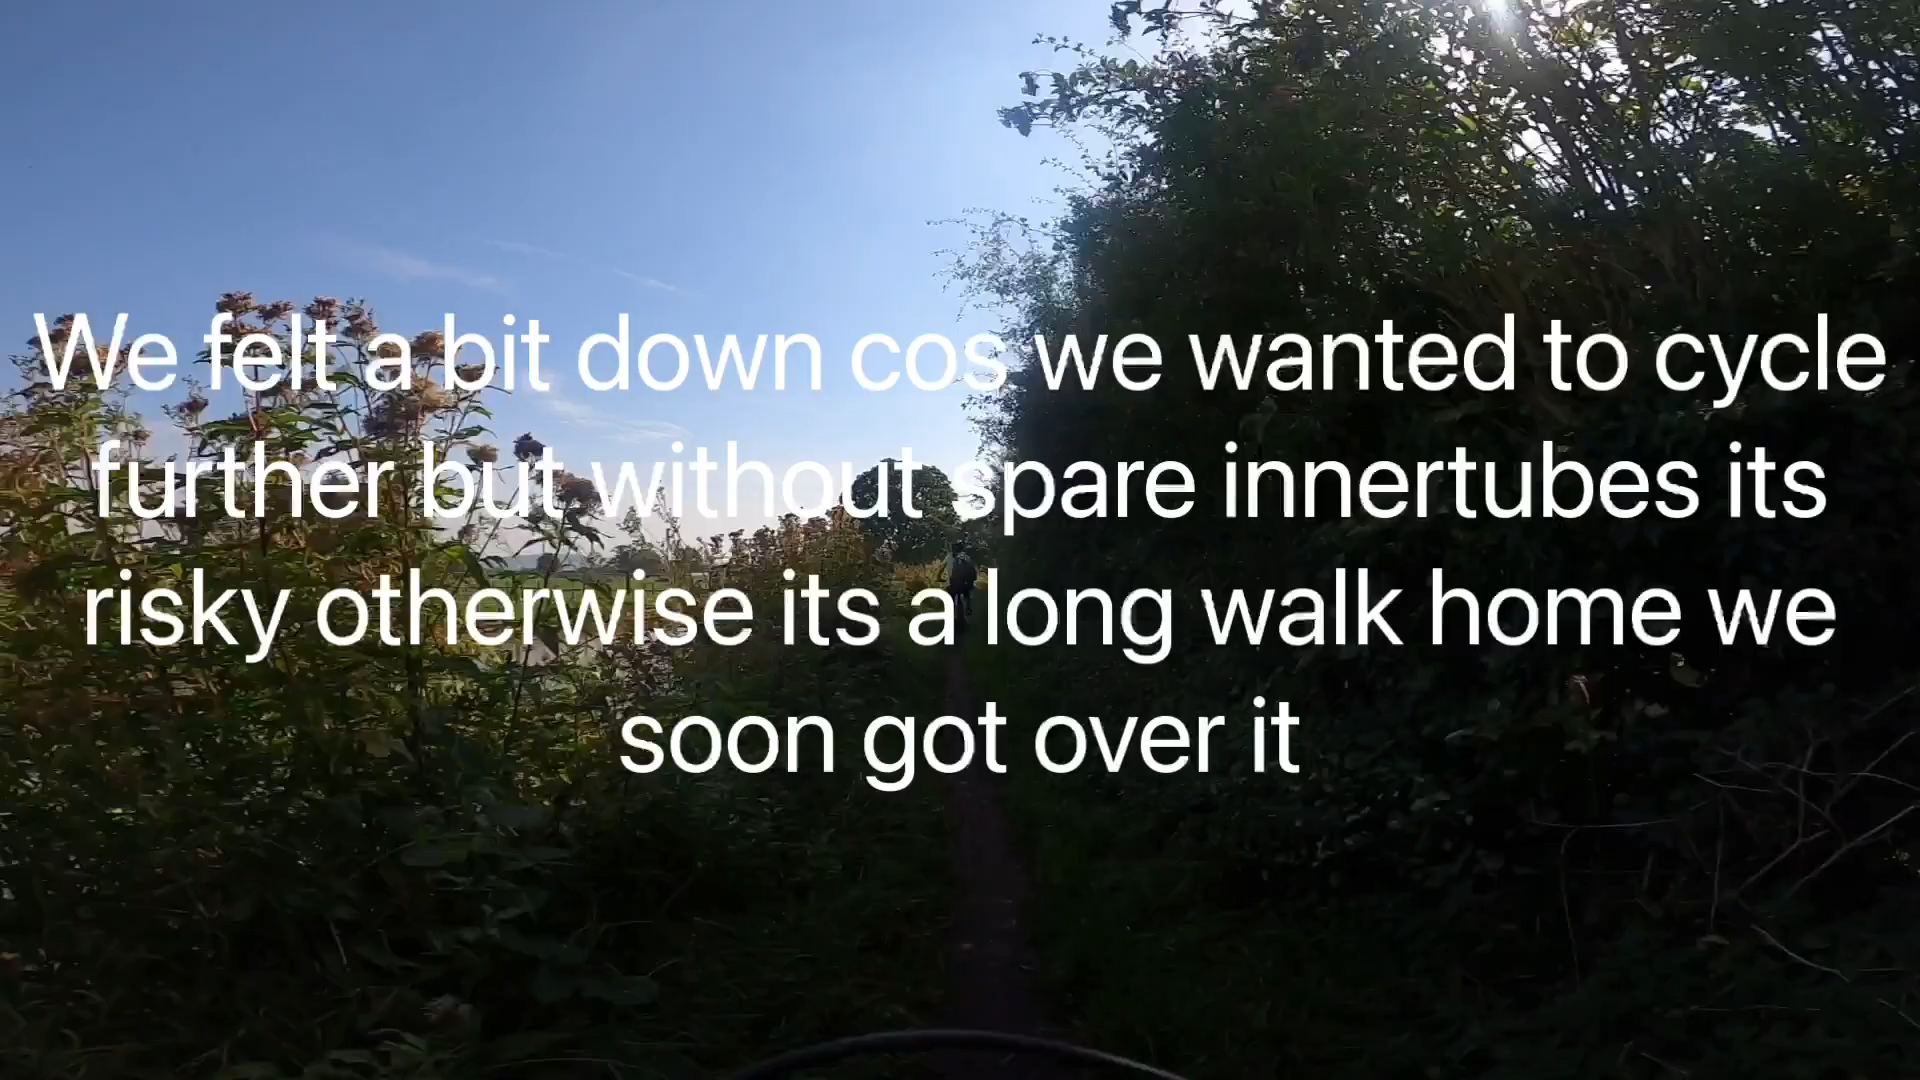 We felt a bit down cos we wanted to cycle
further but without spare innertubes its
risky otherwise its a long walk home we
soon got over it